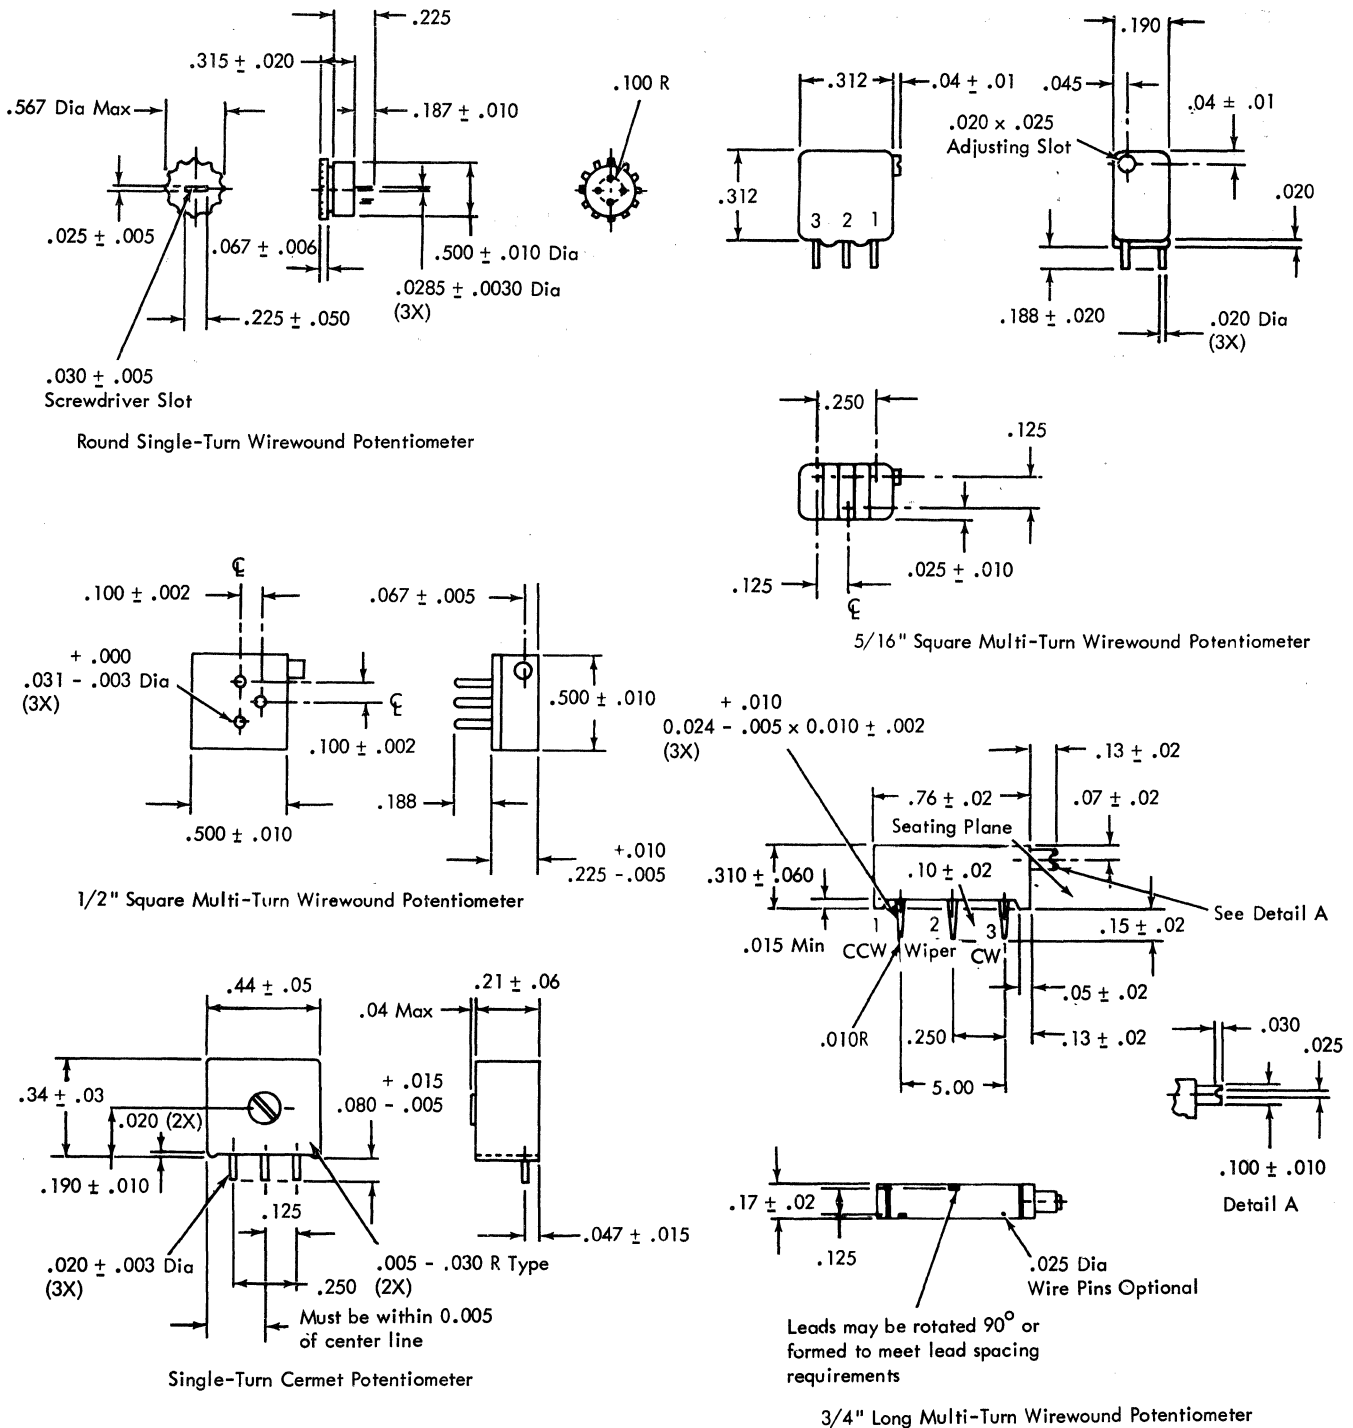 .225
.315 ± .020
.567 Dia Max
.187 ± .010
.100 R
.025 ± .005
.067 ± .006
.500 ± .010 Dia
.0285 ± .0030 Dia
(3X)
.225 ± .050
.030 ± .005
Screwdriver Slot
Round Single-Turn Wirewound Potentiometer
.190
.312
.04 ± .01
.045
.04 ± .01
.020 x .025
Adjusting Slot
.312
3 2 1
.020
.188 ± .020
.020 Dia
(3X)
.250
.125
.125
.025 ± .010
℄
5/16" Square Multi-Turn Wirewound Potentiometer
℄
.100 ± .002
.067 ± .005
+ .000
.031 - .003 Dia
(3X)
℄
.100 ± .002
.500 ± .010
.188
.500 ± .010
+.010
.225 -.005
1/2" Square Multi-Turn Wirewound Potentiometer
+ .010
0.024 - .005 x 0.010 ± .002
(3X)
.13 ± .02
.76 ± .02
.07 ± .02
Seating Plane
.310 ± .060
.10 ± .02
See Detail A
1 2 3
.15 ± .02
.015 Min
CCW Wiper CW
.05 ± .02
.010R
.250
.13 ± .02
5.00
.030
.025
.100 ± .010
Detail A
.17 ± .02
.125
.025 Dia
Wire Pins Optional
Leads may be rotated 90° or
formed to meet lead spacing
requirements
3/4" Long Multi-Turn Wirewound Potentiometer
.44 ± .05
.21 ± .06
.04 Max
.34 ± .03
+ .015
.080 - .005
.020 (2X)
.190 ± .010
.125
.047 ± .015
.020 ± .003 Dia
(3X)
.250
.005 - .030 R Type
(2X)
Must be within 0.005
of center line
Single-Turn Cermet Potentiometer